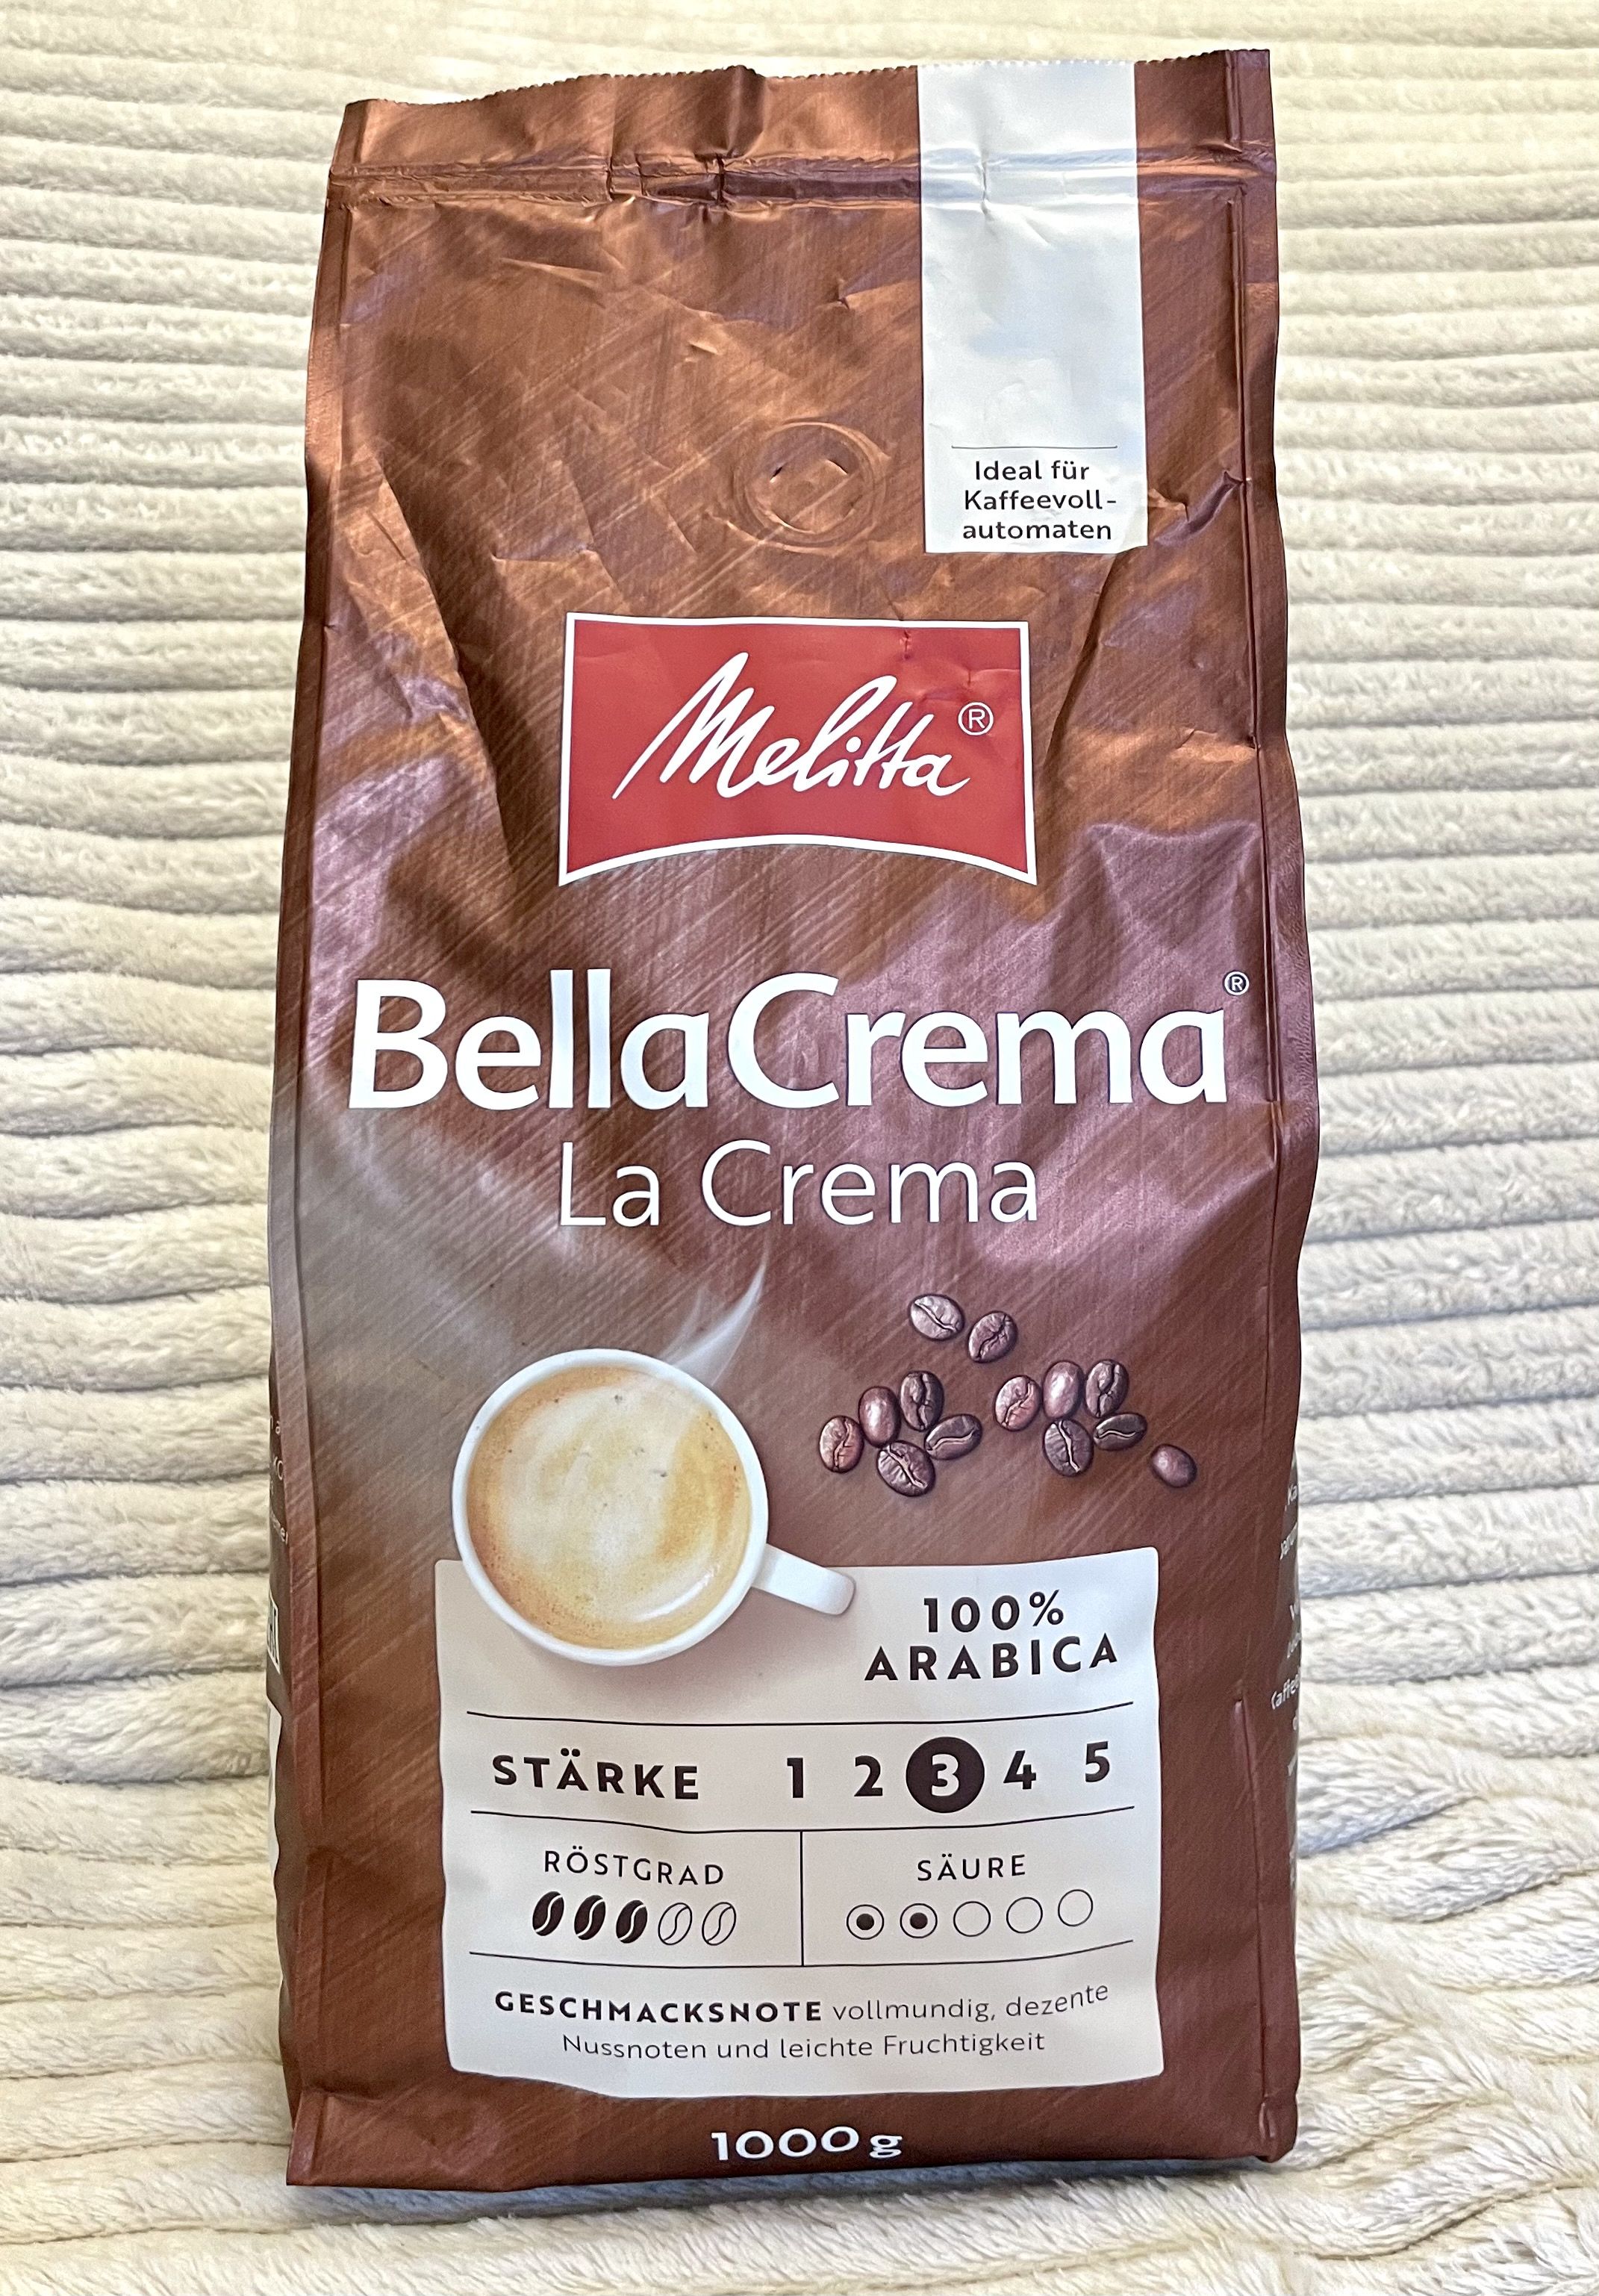 Ideal für
Kaffeevoll-
automaten
Melitta®
BellaCrema®
La Crema
100%
ARABICA
STÄRKE 1 2 3 4 5
RÖSTGRAD SÄURE
GESCHMACKSNOTE vollmundig, dezente
Nussnoten und leichte Fruchtigkeit
1000 g